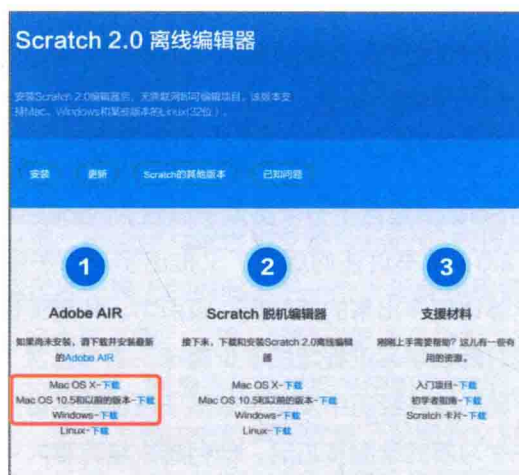 Scratch 2.0 离线编辑器
安装Scratch 2.0编辑器后，无需联网即可编辑项目，该版本支
持Mac、Windows和某些版本的Linux(32位)。
安装 更新 Scratch的其他版本 已知问题
1
Adobe AIR
如果尚未安装，请下载并安装最新
的Adobe AIR
Mac OS X-下载
Mac OS 10.5和以前的版本-下载
Windows-下载
Linux-下载
2
Scratch 脱机编辑器
接下来，下载和安装Scratch 2.0离线编辑
器
Mac OS X-下载
Mac OS 10.5和以前的版本-下载
Windows-下载
Linux-下载
3
支援材料
刚刚上手需要帮助？这儿有一些有
用的资源。
入门项目-下载
初学者指南-下载
Scratch 卡片-下载